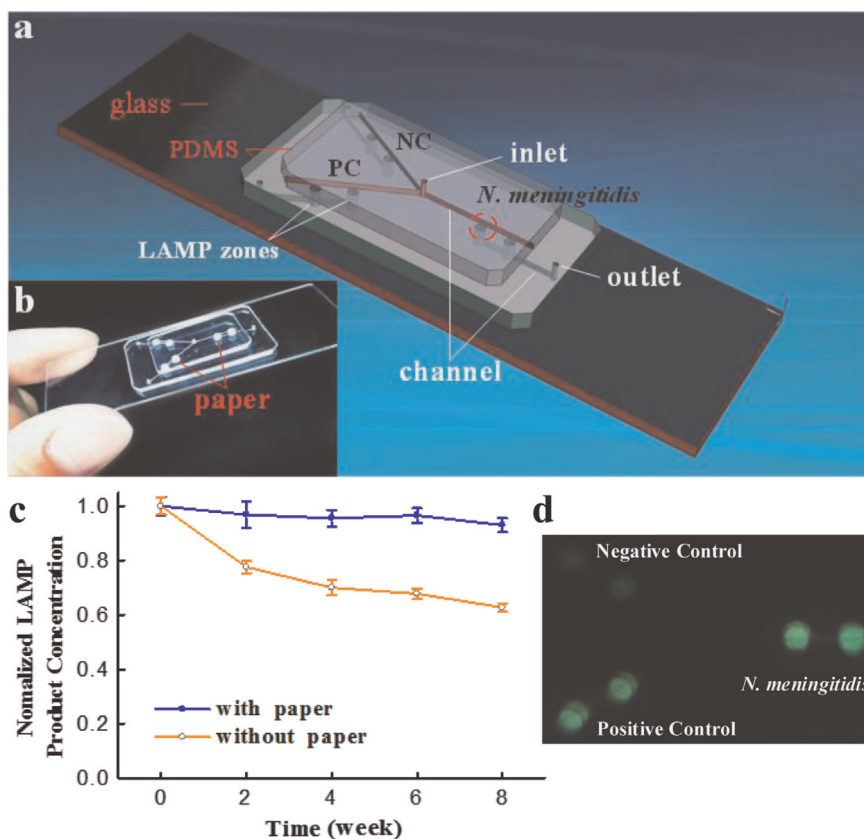 a
glass
PDMS
NC
PC
inlet
N. meningitidis
LAMP zones
outlet
channel
b
paper
c
Nomalized LAMP
Product Concentration
1.0
0.8
0.6
0.4
0.2
0.0
with paper
without paper
0 2 4 6 8
Time (week)
d
Negative Control
N. meningitidis
Positive Control